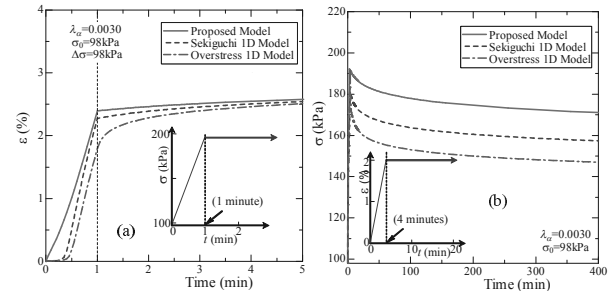 λα=0.0030
σ0=98kPa
Δσ=98kPa
Proposed Model
Sekiguchi 1D Model
Overstress 1D Model
ε (%)
4
3
2
1
0
0 1 2 3 4 5
Time (min)
(a)
σ (kPa)
200
100
0 1 2
t (min)
(1 minute)
Proposed Model
Sekiguchi 1D Model
Overstress 1D Model
σ (kPa)
220
200
180
160
140
120
100
0 100 200 300 400
Time (min)
(b)
ε (%
2
0
0 10 20
t (min)
(4 minutes)
λα=0.0030
σ0=98kPa